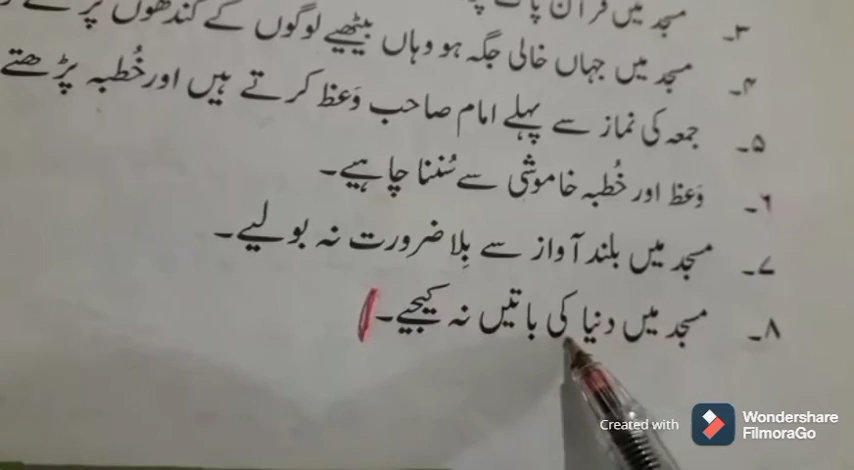 ۳۔ مسجد میں قرآن پاک
۴۔ مسجد میں جہاں خالی جگہ ہو وہاں بیٹھیے لوگوں کے کندھوں پر سے
۵۔ جمعہ کی نماز سے پہلے امام صاحب وَعظ کرتے ہیں اور خُطبہ پڑھتے
۶۔ وَعظ اور خُطبہ خاموشی سے سُننا چاہیے۔
۷۔ مسجد میں بلند آواز سے بِلا ضرورت نہ بولیے۔
۸۔ مسجد میں دنیا کی باتیں نہ کیجیے۔
Created with Wondershare FilmoraGo